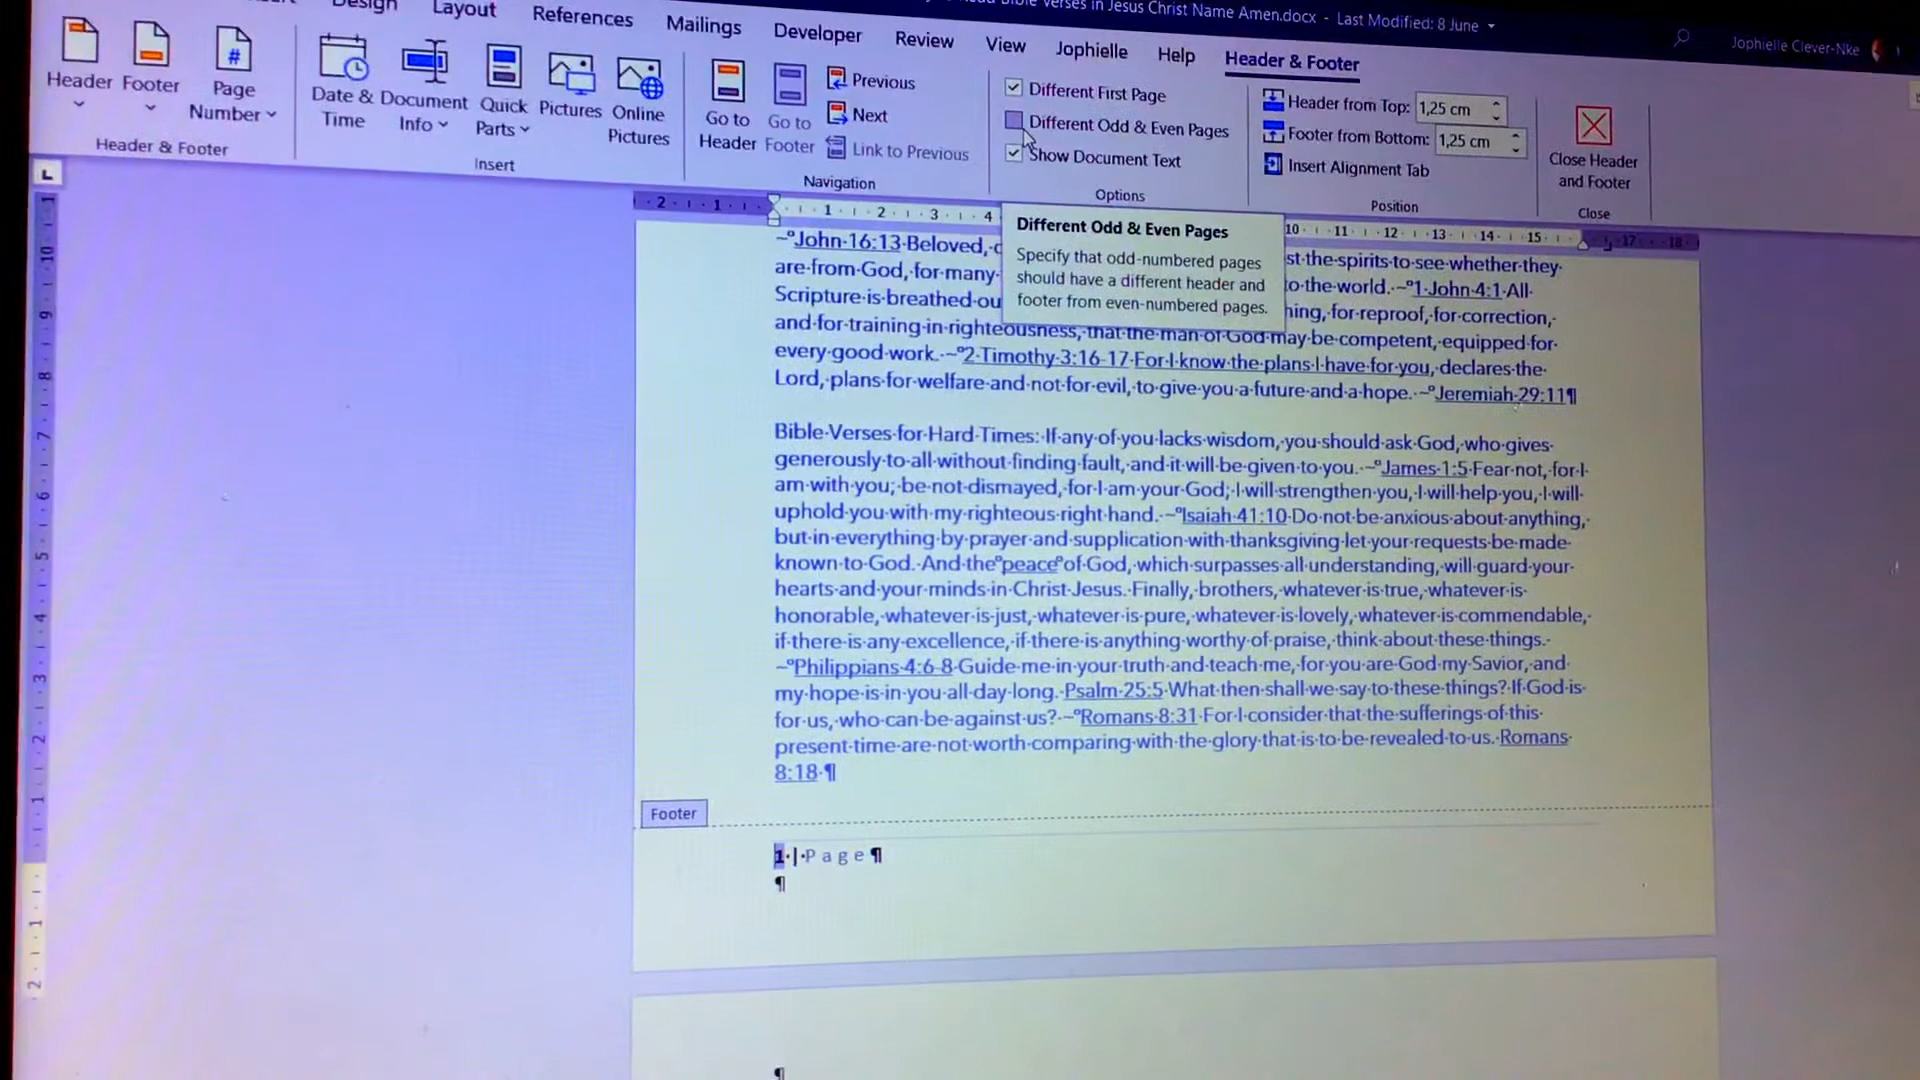 Design Layout References Mailings Developer Review View Jophielle Help Header & Footer
Bible Verses in Jesus Christ Name Amen.docx - Last Modified: 8 June
Jophielle Clever-Nke
Header
Footer
Page
Number
Header & Footer
Date &
Time
Document
Info
Quick
Parts
Pictures
Online
Pictures
Insert
Go to
Header
Go to
Footer
Previous
Next
Link to Previous
Navigation
Different First Page
Different Odd & Even Pages
Show Document Text
Options
Header from Top: 1,25 cm
Footer from Bottom: 1,25 cm
Insert Alignment Tab
Position
Close Header
and Footer
Close
Different Odd & Even Pages
Specify that odd-numbered pages
should have a different header and
footer from even-numbered pages.
~°John·16:13·Beloved,· st·the·spirits·to·see·whether·they·
are·from·God,·for·many· to·the·world.·~°1·John·4:1·All·
Scripture·is·breathed·ou ing,·for·reproof,·for·correction,·
and·for·training·in·righteousness,·that·the·man·of·God·may·be·competent,·equipped·for·
every·good·work.·~°2·Timothy·3:16-17·For·I·know·the·plans·I·have·for·you,·declares·the·
Lord,·plans·for·welfare·and·not·for·evil,·to·give·you·a·future·and·a·hope.·~°Jeremiah·29:11¶
Bible·Verses·for·Hard·Times:·If·any·of·you·lacks·wisdom,·you·should·ask·God,·who·gives·
generously·to·all·without·finding·fault,·and·it·will·be·given·to·you.·~°James·1:5·Fear·not,·for·I·
am·with·you;·be·not·dismayed,·for·I·am·your·God;·I·will·strengthen·you,·I·will·help·you,·I·will·
uphold·you·with·my·righteous·right·hand.·~°Isaiah·41:10·Do·not·be·anxious·about·anything,·
but·in·everything·by·prayer·and·supplication·with·thanksgiving·let·your·requests·be·made·
known·to·God.·And·the°peace°of·God,·which·surpasses·all·understanding,·will·guard·your·
hearts·and·your·minds·in·Christ·Jesus.·Finally,·brothers,·whatever·is·true,·whatever·is·
honorable,·whatever·is·just,·whatever·is·pure,·whatever·is·lovely,·whatever·is·commendable,·
if·there·is·any·excellence,·if·there·is·anything·worthy·of·praise,·think·about·these·things.·
~°Philippians·4:6-8·Guide·me·in·your·truth·and·teach·me,·for·you·are·God·my·Savior,·and·
my·hope·is·in·you·all·day·long.·Psalm·25:5·What·then·shall·we·say·to·these·things?·If·God·is·
for·us,·who·can·be·against·us?·~°Romans·8:31·For·I·consider·that·the·sufferings·of·this·
present·time·are·not·worth·comparing·with·the·glory·that·is·to·be·revealed·to·us.·Romans·
8:18·¶
Footer
1·|·Page¶
¶
¶